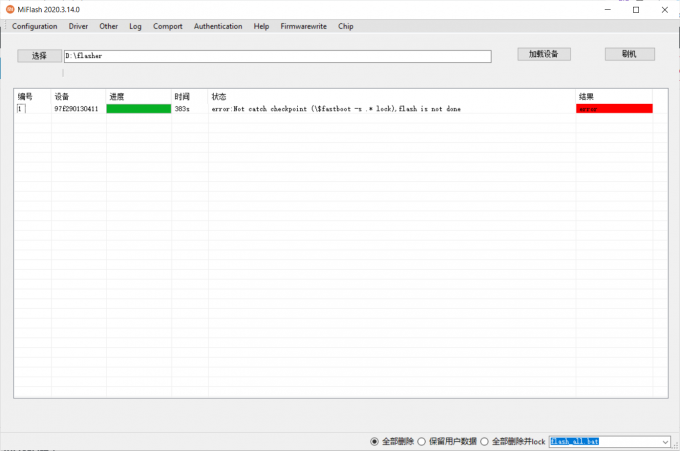 MiFlash 2020.3.14.0
Configuration Driver Other Log Comport Authentication Help Firmwarewrite Chip
选择 D:\flasher 加载设备 刷机
编号 设备 进度 时间 状态 结果
1 97f290130411 383s error:Not catch checkpoint (\$fastboot -s .* lock),flash is not done error
全部删除 保留用户数据 全部删除并lock flash_all.bat